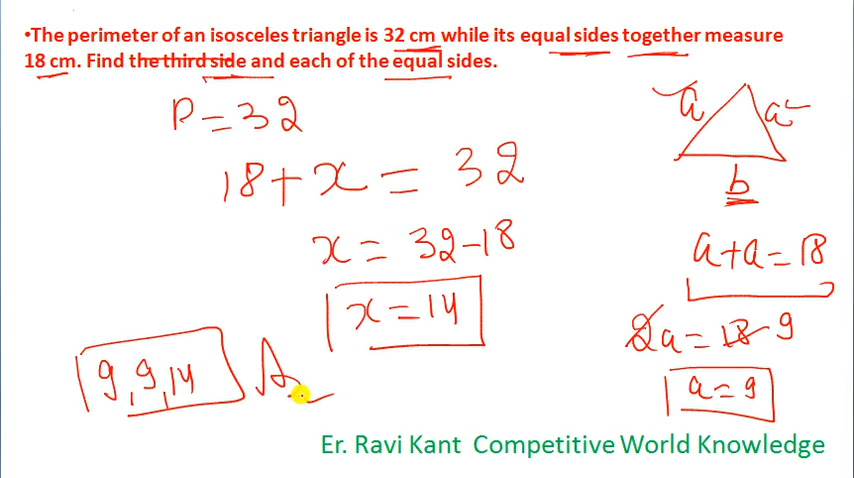 •The perimeter of an isosceles triangle is 32 cm while its equal sides together measure
18 cm. Find the third side and each of the equal sides.
P = 32
18 + x = 32
x = 32 - 18
x = 14
9, 9, 14
a a
b
a + a = 18
2a = 18 9
a = 9
Er. Ravi Kant Competitive World Knowledge